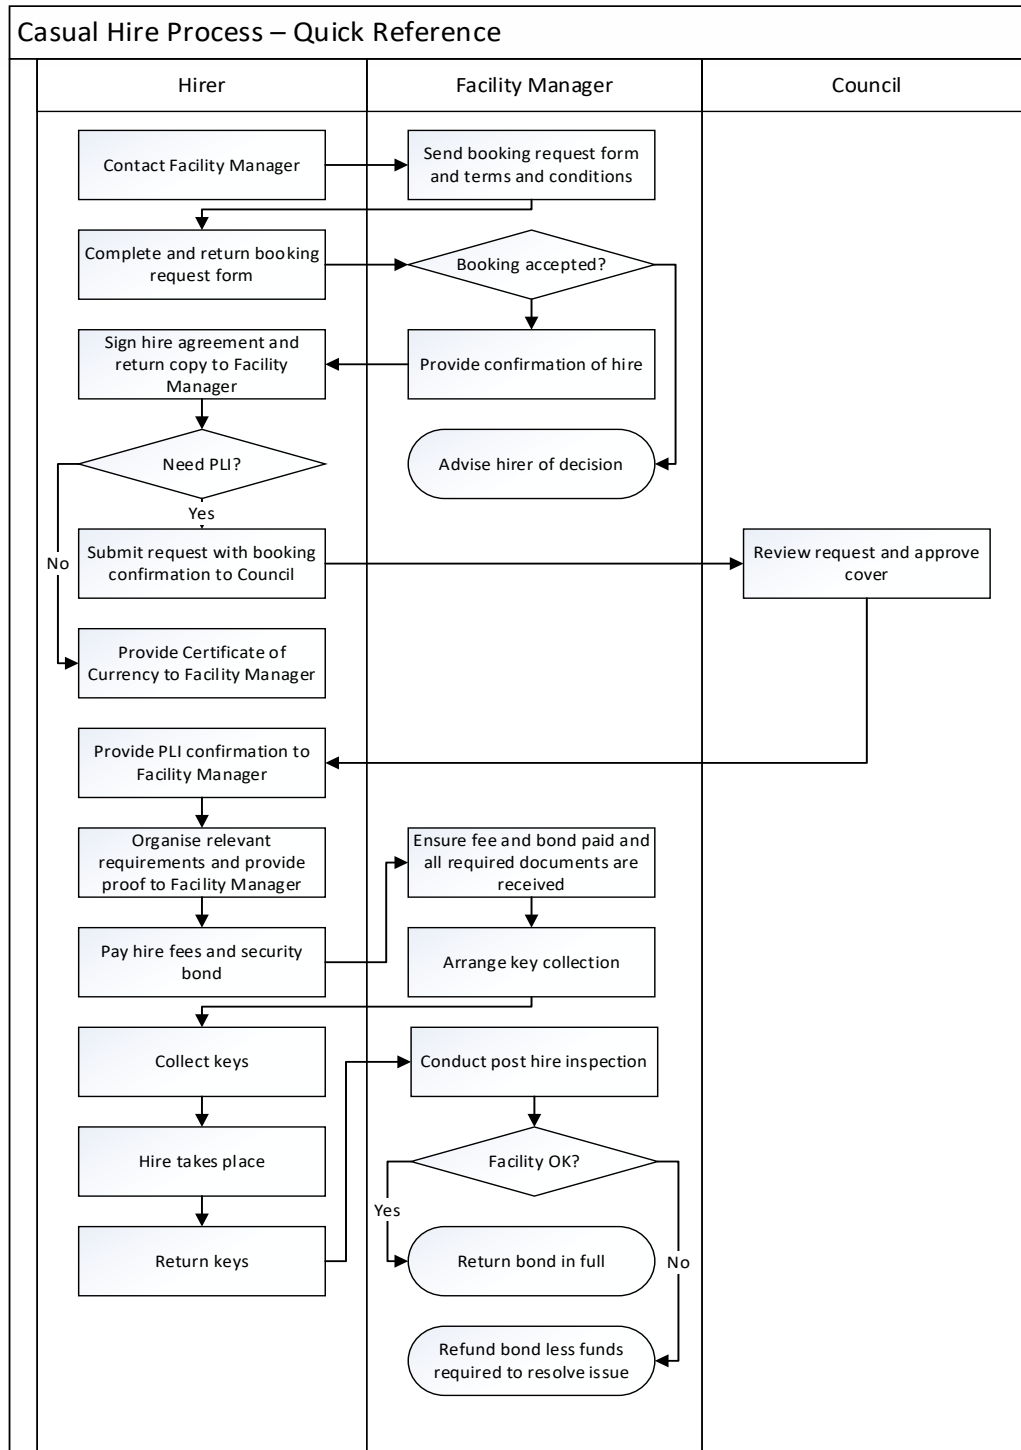 Casual Hire Process – Quick Reference
Hirer
Facility Manager
Council
Contact Facility Manager
Send booking request form
and terms and conditions
Complete and return booking
request form
Booking accepted?
Sign hire agreement and
return copy to Facility
Manager
Provide confirmation of hire
Need PLI?
Advise hirer of decision
Yes
No
Submit request with booking
confirmation to Council
Review request and approve
cover
Provide Certificate of
Currency to Facility Manager
Provide PLI confirmation to
Facility Manager
Organise relevant
requirements and provide
proof to Facility Manager
Ensure fee and bond paid and
all required documents are
received
Pay hire fees and security
bond
Arrange key collection
Collect keys
Conduct post hire inspection
Hire takes place
Facility OK?
Yes
No
Return keys
Return bond in full
Refund bond less funds
required to resolve issue